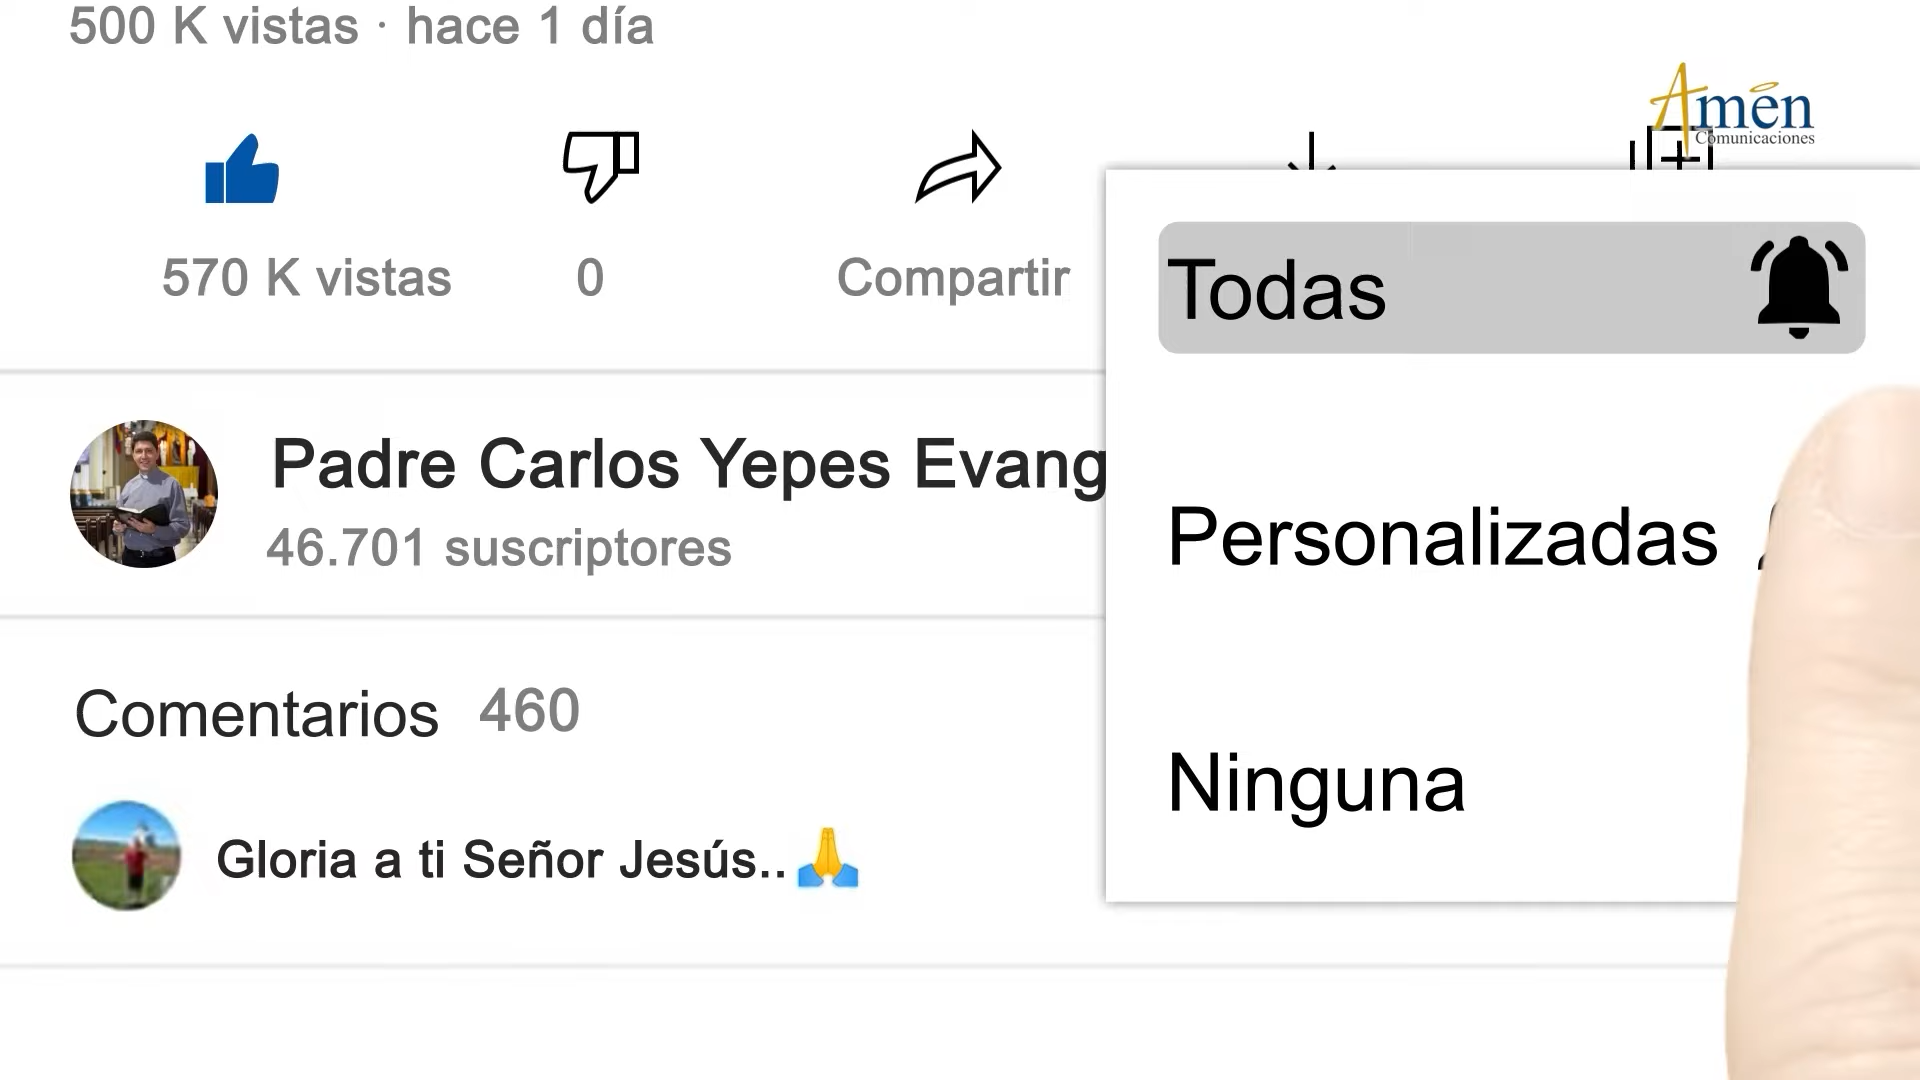 500 K vistas · hace 1 día
Amén
Comunicaciones
570 K vistas
0
Compartir
Todas
Padre Carlos Yepes Evang
46.701 suscriptores
Personalizadas
Comentarios 460
Ninguna
Gloria a ti Señor Jesús..🙏